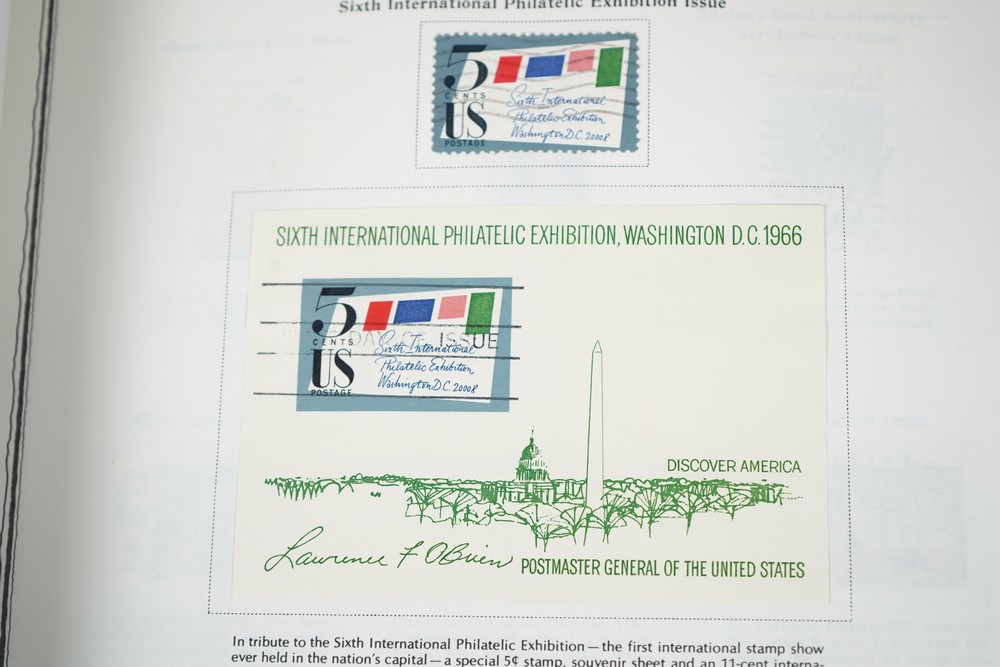 Sixth International Philatelic Exhibition Issue
5
CENTS
US
POSTAGE
Sixth International
Philatelic Exhibition
Washington D.C. 20008
SIXTH INTERNATIONAL PHILATELIC EXHIBITION, WASHINGTON D.C. 1966
5
CENTS
US
POSTAGE
DAY OF ISSUE
Sixth International
Philatelic Exhibition
Washington D.C. 20008
DISCOVER AMERICA
Lawrence F O'Brien
POSTMASTER GENERAL OF THE UNITED STATES
In tribute to the Sixth International Philatelic Exhibition—the first international stamp show
ever held in the nation's capital—a special 5¢ stamp, souvenir sheet and an 11-cent interna-